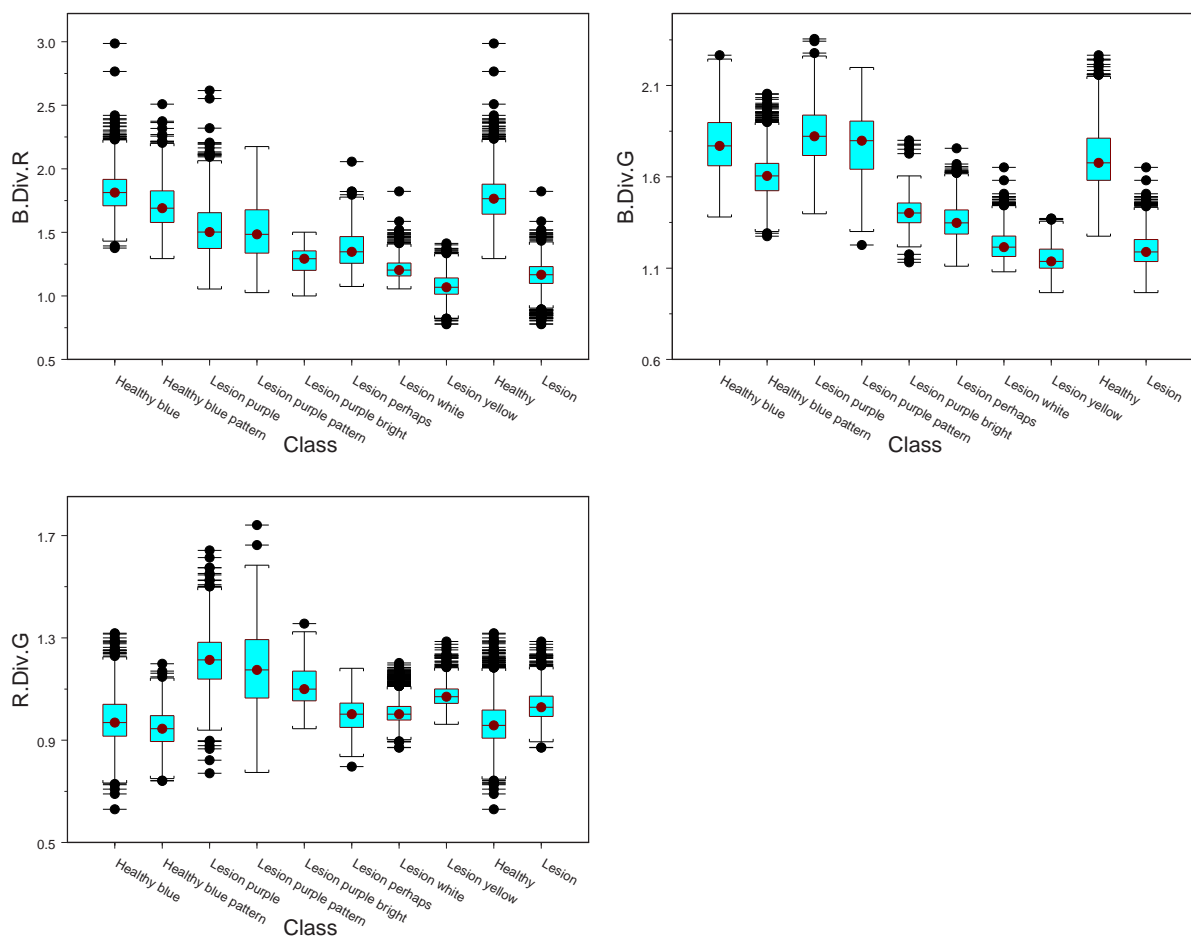 B.Div.R
3.0
2.5
2.0
1.5
1.0
0.5
Healthy blue
Healthy blue pattern
Lesion purple
Lesion purple pattern
Lesion purple bright
Lesion perhaps
Lesion white
Lesion yellow
Healthy
Lesion
Class
B.Div.G
2.1
1.6
1.1
0.6
Healthy blue
Healthy blue pattern
Lesion purple
Lesion purple pattern
Lesion purple bright
Lesion perhaps
Lesion white
Lesion yellow
Healthy
Lesion
Class
R.Div.G
1.7
1.3
0.9
0.5
Healthy blue
Healthy blue pattern
Lesion purple
Lesion purple pattern
Lesion purple bright
Lesion perhaps
Lesion white
Lesion yellow
Healthy
Lesion
Class